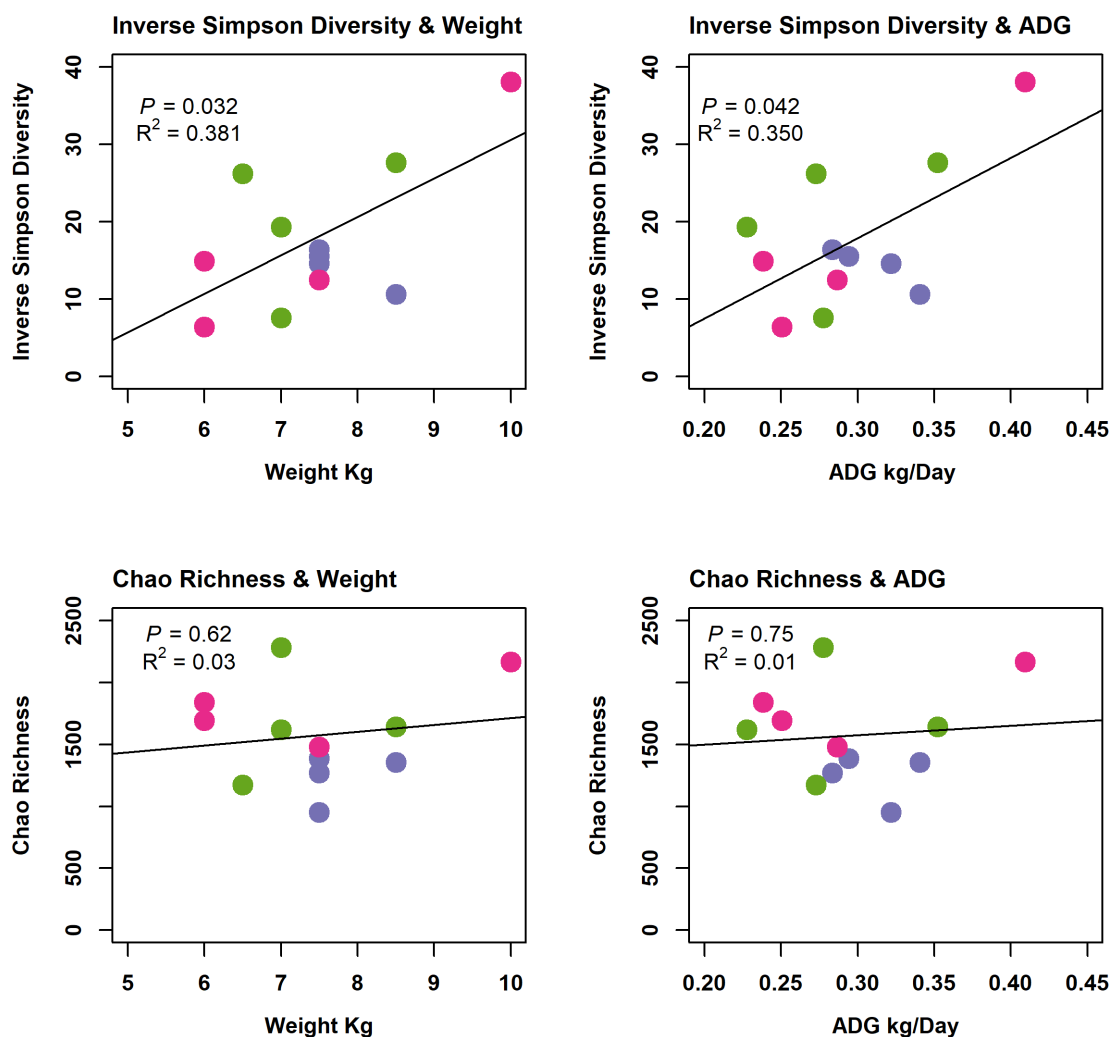 Inverse Simpson Diversity & Weight
Inverse Simpson Diversity
40
30
20
10
0
P = 0.032
R² = 0.381
5 6 7 8 9 10
Weight Kg
Inverse Simpson Diversity & ADG
Inverse Simpson Diversity
40
30
20
10
0
P = 0.042
R² = 0.350
0.20 0.25 0.30 0.35 0.40 0.45
ADG kg/Day
Chao Richness & Weight
Chao Richness
2500
1500
500
0
P = 0.62
R² = 0.03
5 6 7 8 9 10
Weight Kg
Chao Richness & ADG
Chao Richness
2500
1500
500
0
P = 0.75
R² = 0.01
0.20 0.25 0.30 0.35 0.40 0.45
ADG kg/Day